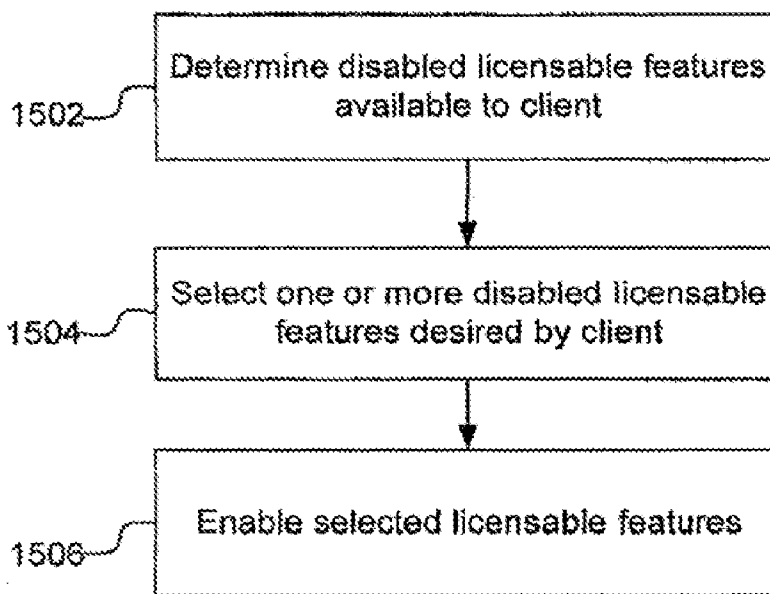 1502
Determine disabled licensable features
available to client
1504
Select one or more disabled licensable
features desired by client
1506
Enable selected licensable features